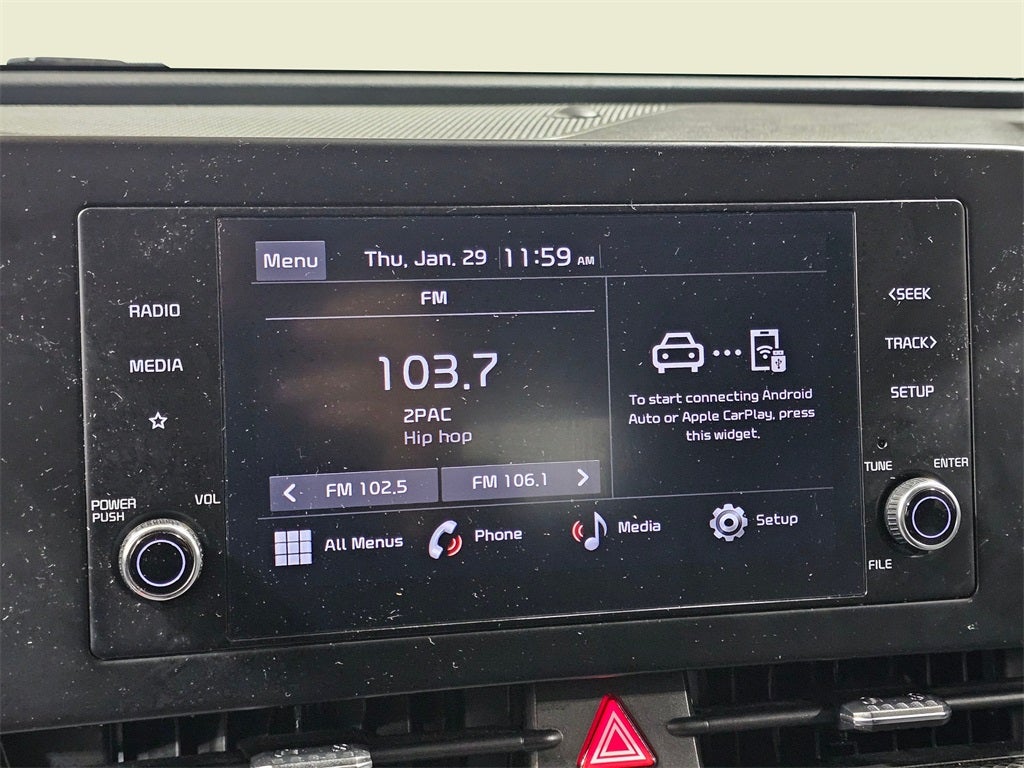 Menu Thu, Jan. 29 11:59 AM
FM
103.7
2PAC
Hip hop
FM 102.5 FM 106.1
To start connecting Android
Auto or Apple CarPlay, press
this widget.
All Menus Phone Media Setup
RADIO
MEDIA
POWER
PUSH
VOL
<SEEK
TRACK>
SETUP
TUNE
ENTER
FILE